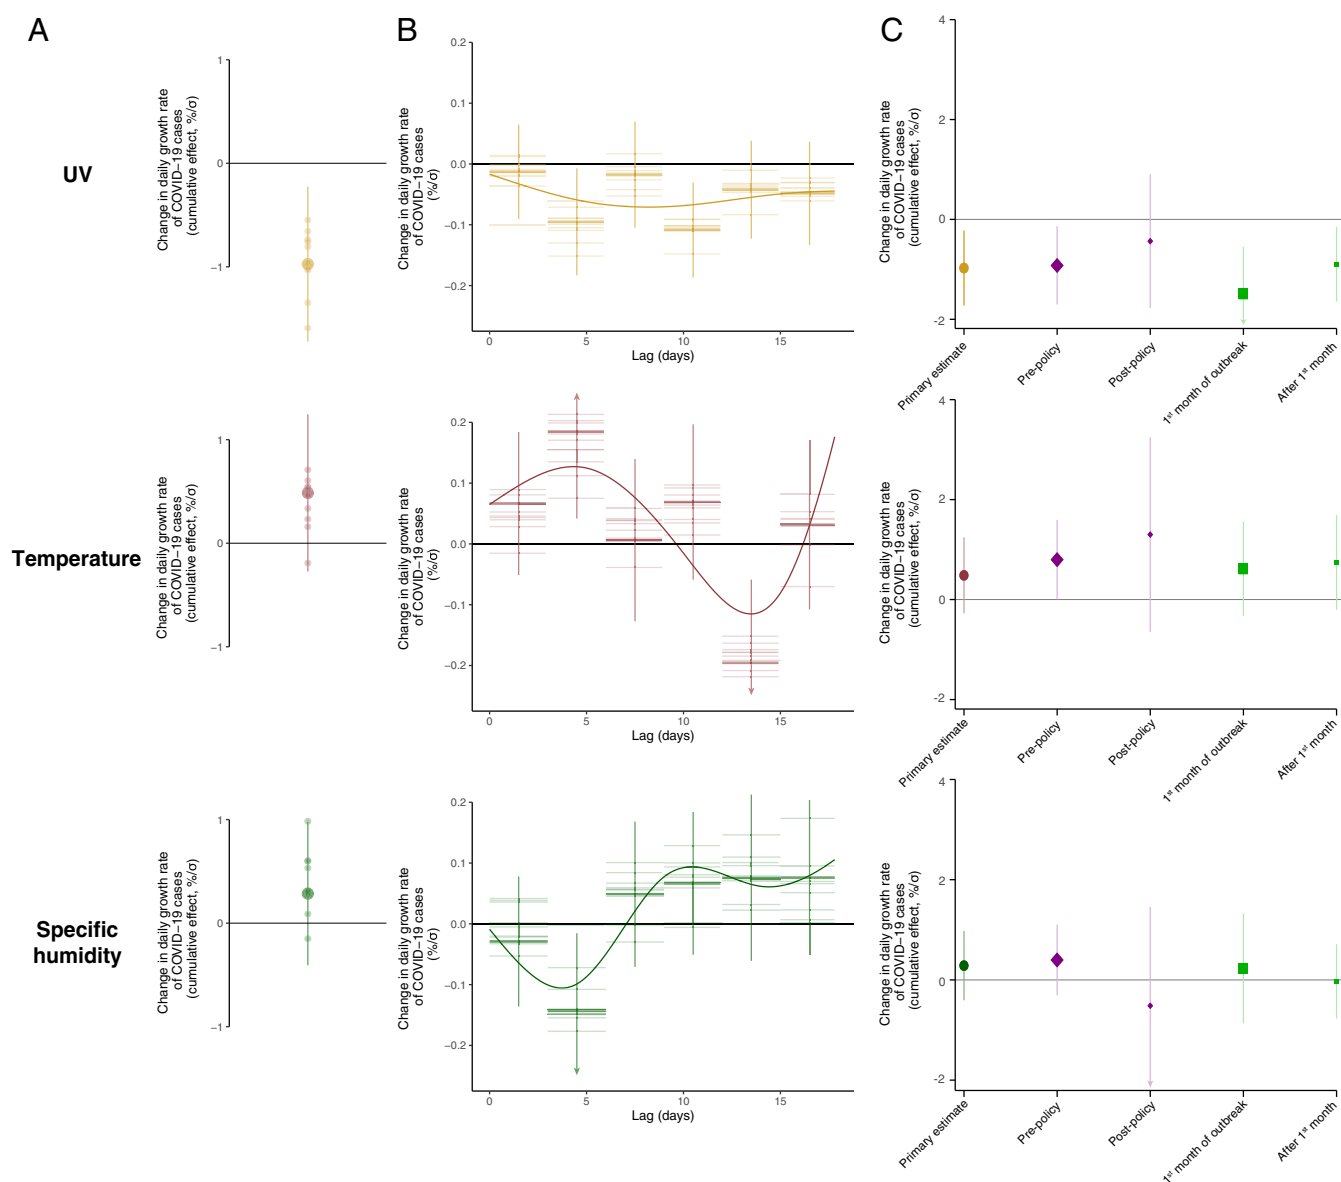 A
B
C
UV
Change in daily growth rate
of COVID−19 cases
(cumulative effect, %/σ)
1
0
−1
Change in daily growth rate
of COVID−19 cases
(%/σ)
0.2
0.1
0.0
−0.1
−0.2
0
5
10
15
Lag (days)
Change in daily growth rate
of COVID−19 cases
(cumulative effect, %/σ)
4
2
0
-2
Primary estimate
Pre-policy
Post-policy
1st month of outbreak
After 1st month
Temperature
Change in daily growth rate
of COVID−19 cases
(cumulative effect, %/σ)
1
0
−1
Change in daily growth rate
of COVID−19 cases
(%/σ)
0.2
0.1
0.0
−0.1
−0.2
0
5
10
15
Lag (days)
Change in daily growth rate
of COVID−19 cases
(cumulative effect, %/σ)
4
2
0
-2
Primary estimate
Pre-policy
Post-policy
1st month of outbreak
After 1st month
Specific
humidity
Change in daily growth rate
of COVID−19 cases
(cumulative effect, %/σ)
1
0
−1
Change in daily growth rate
of COVID−19 cases
(%/σ)
0.2
0.1
0.0
−0.1
−0.2
0
5
10
15
Lag (days)
Change in daily growth rate
of COVID−19 cases
(cumulative effect, %/σ)
4
2
0
-2
Primary estimate
Pre-policy
Post-policy
1st month of outbreak
After 1st month